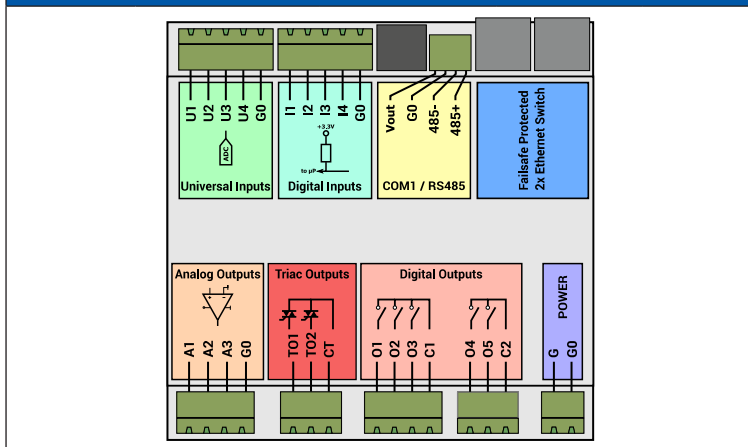 U1
U2
U3
U4
G0
ADC
Universal Inputs
I1
I2
I3
I4
G0
+3,3V
to µP
Digital Inputs
Vout
G0
485-
485+
COM1 / RS485
Failsafe Protected
2x Ethernet Switch
Analog Outputs
A1
A2
A3
G0
Triac Outputs
TO1
TO2
CT
Digital Outputs
O1
O2
O3
C1
O4
O5
C2
POWER
G
G0